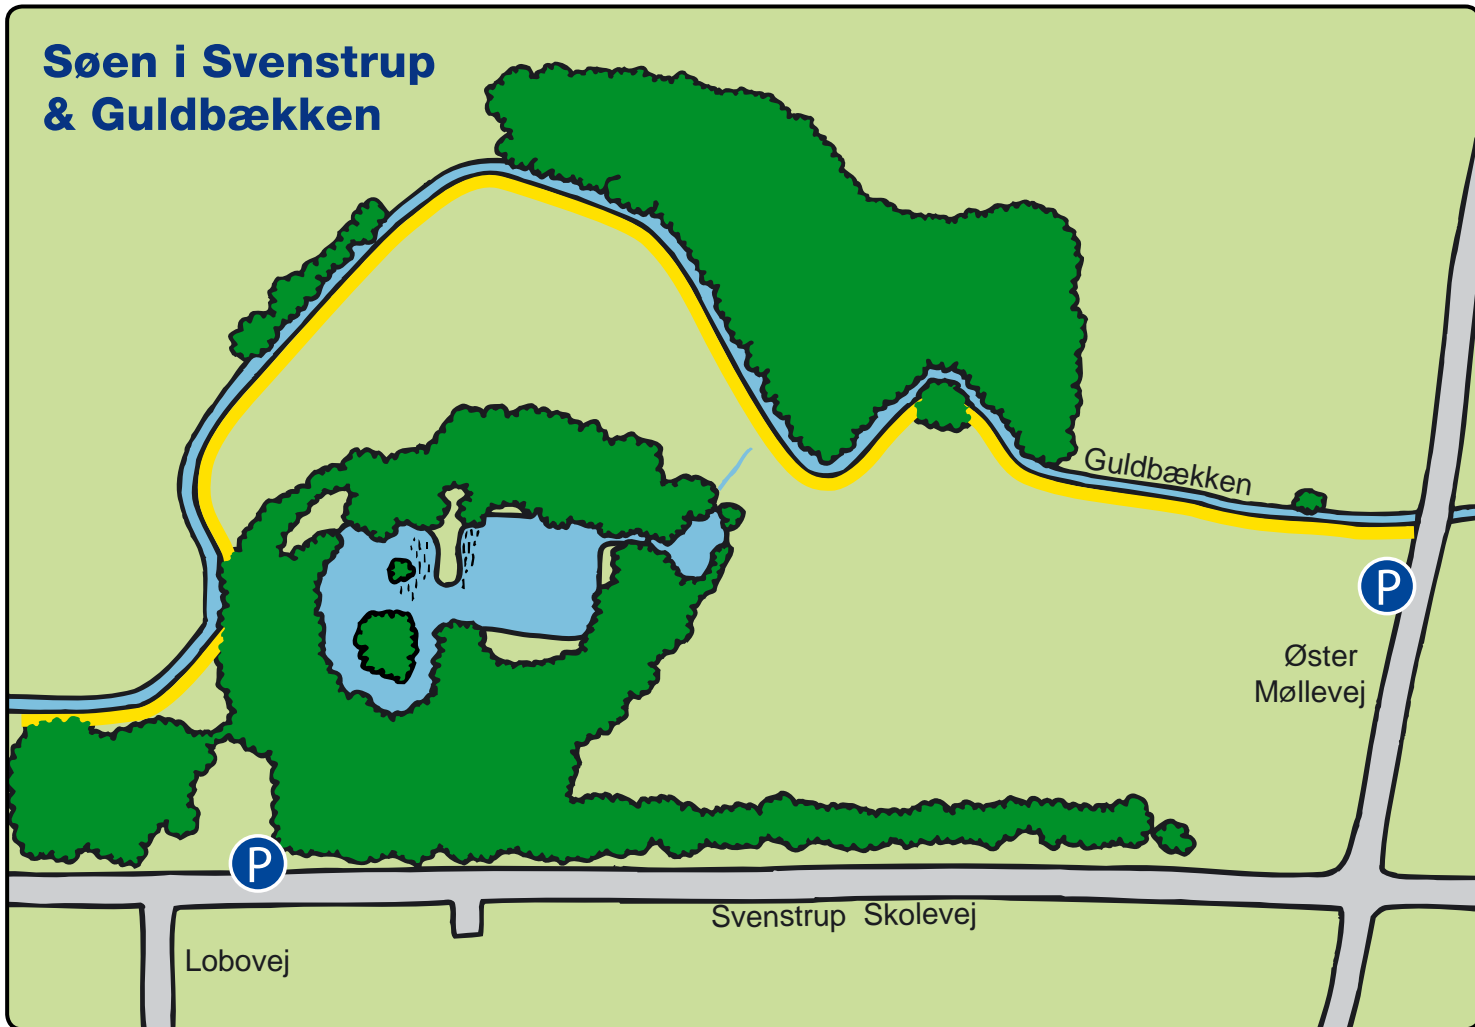 Søen i Svenstrup
& Guldbækken
Guldbækken
P
Øster
Møllevej
P
Svenstrup Skolevej
Lobovej